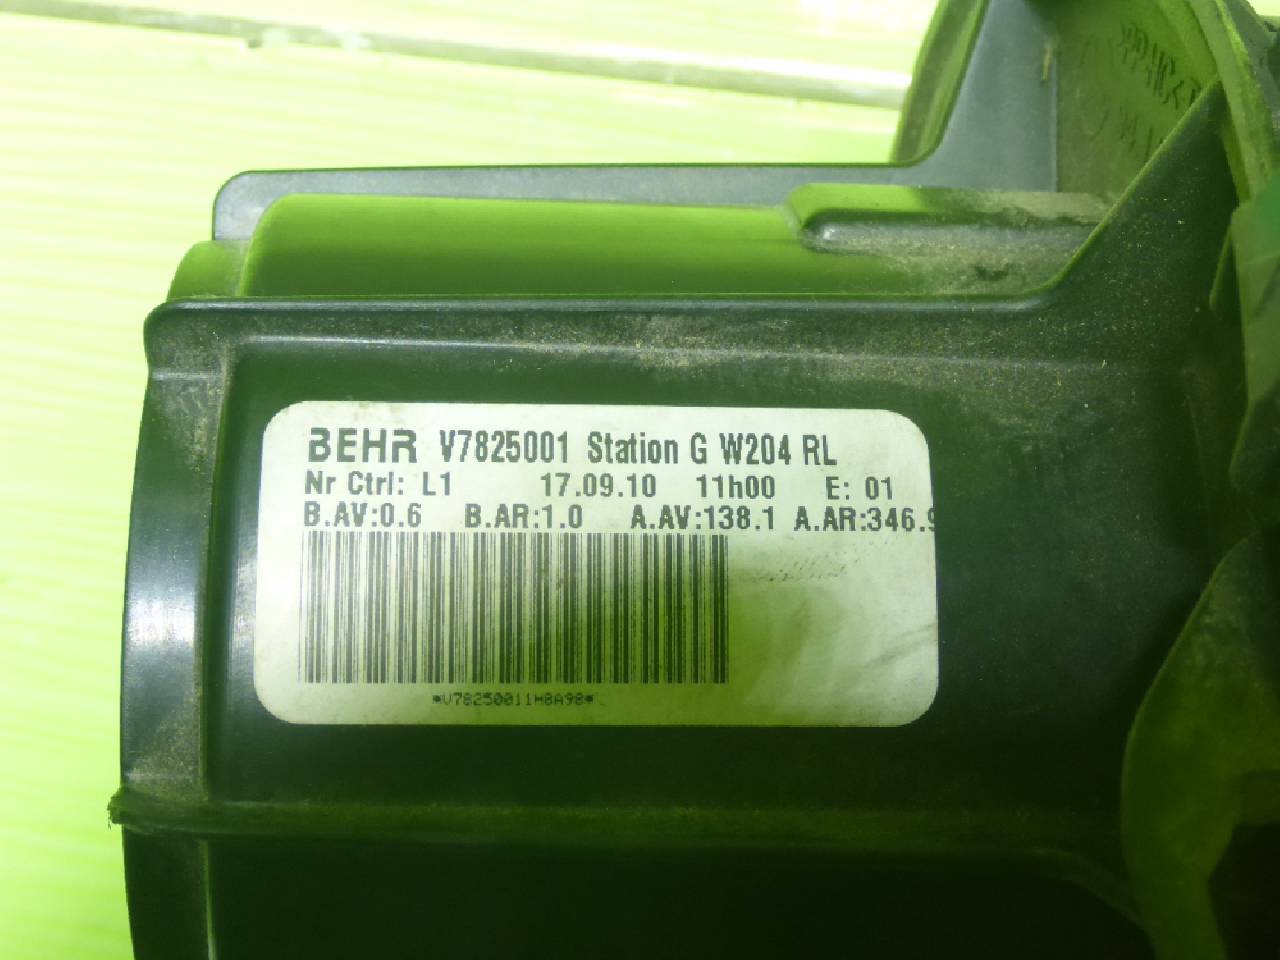 BEHR V7825001 Station G W204 RL
Nr Ctrl: L1 17.09.10 11h00 E: 01
B.AV:0.6 B.AR:1.0 A.AV:138.1 A.AR:346.9
*V78250011H8A98*